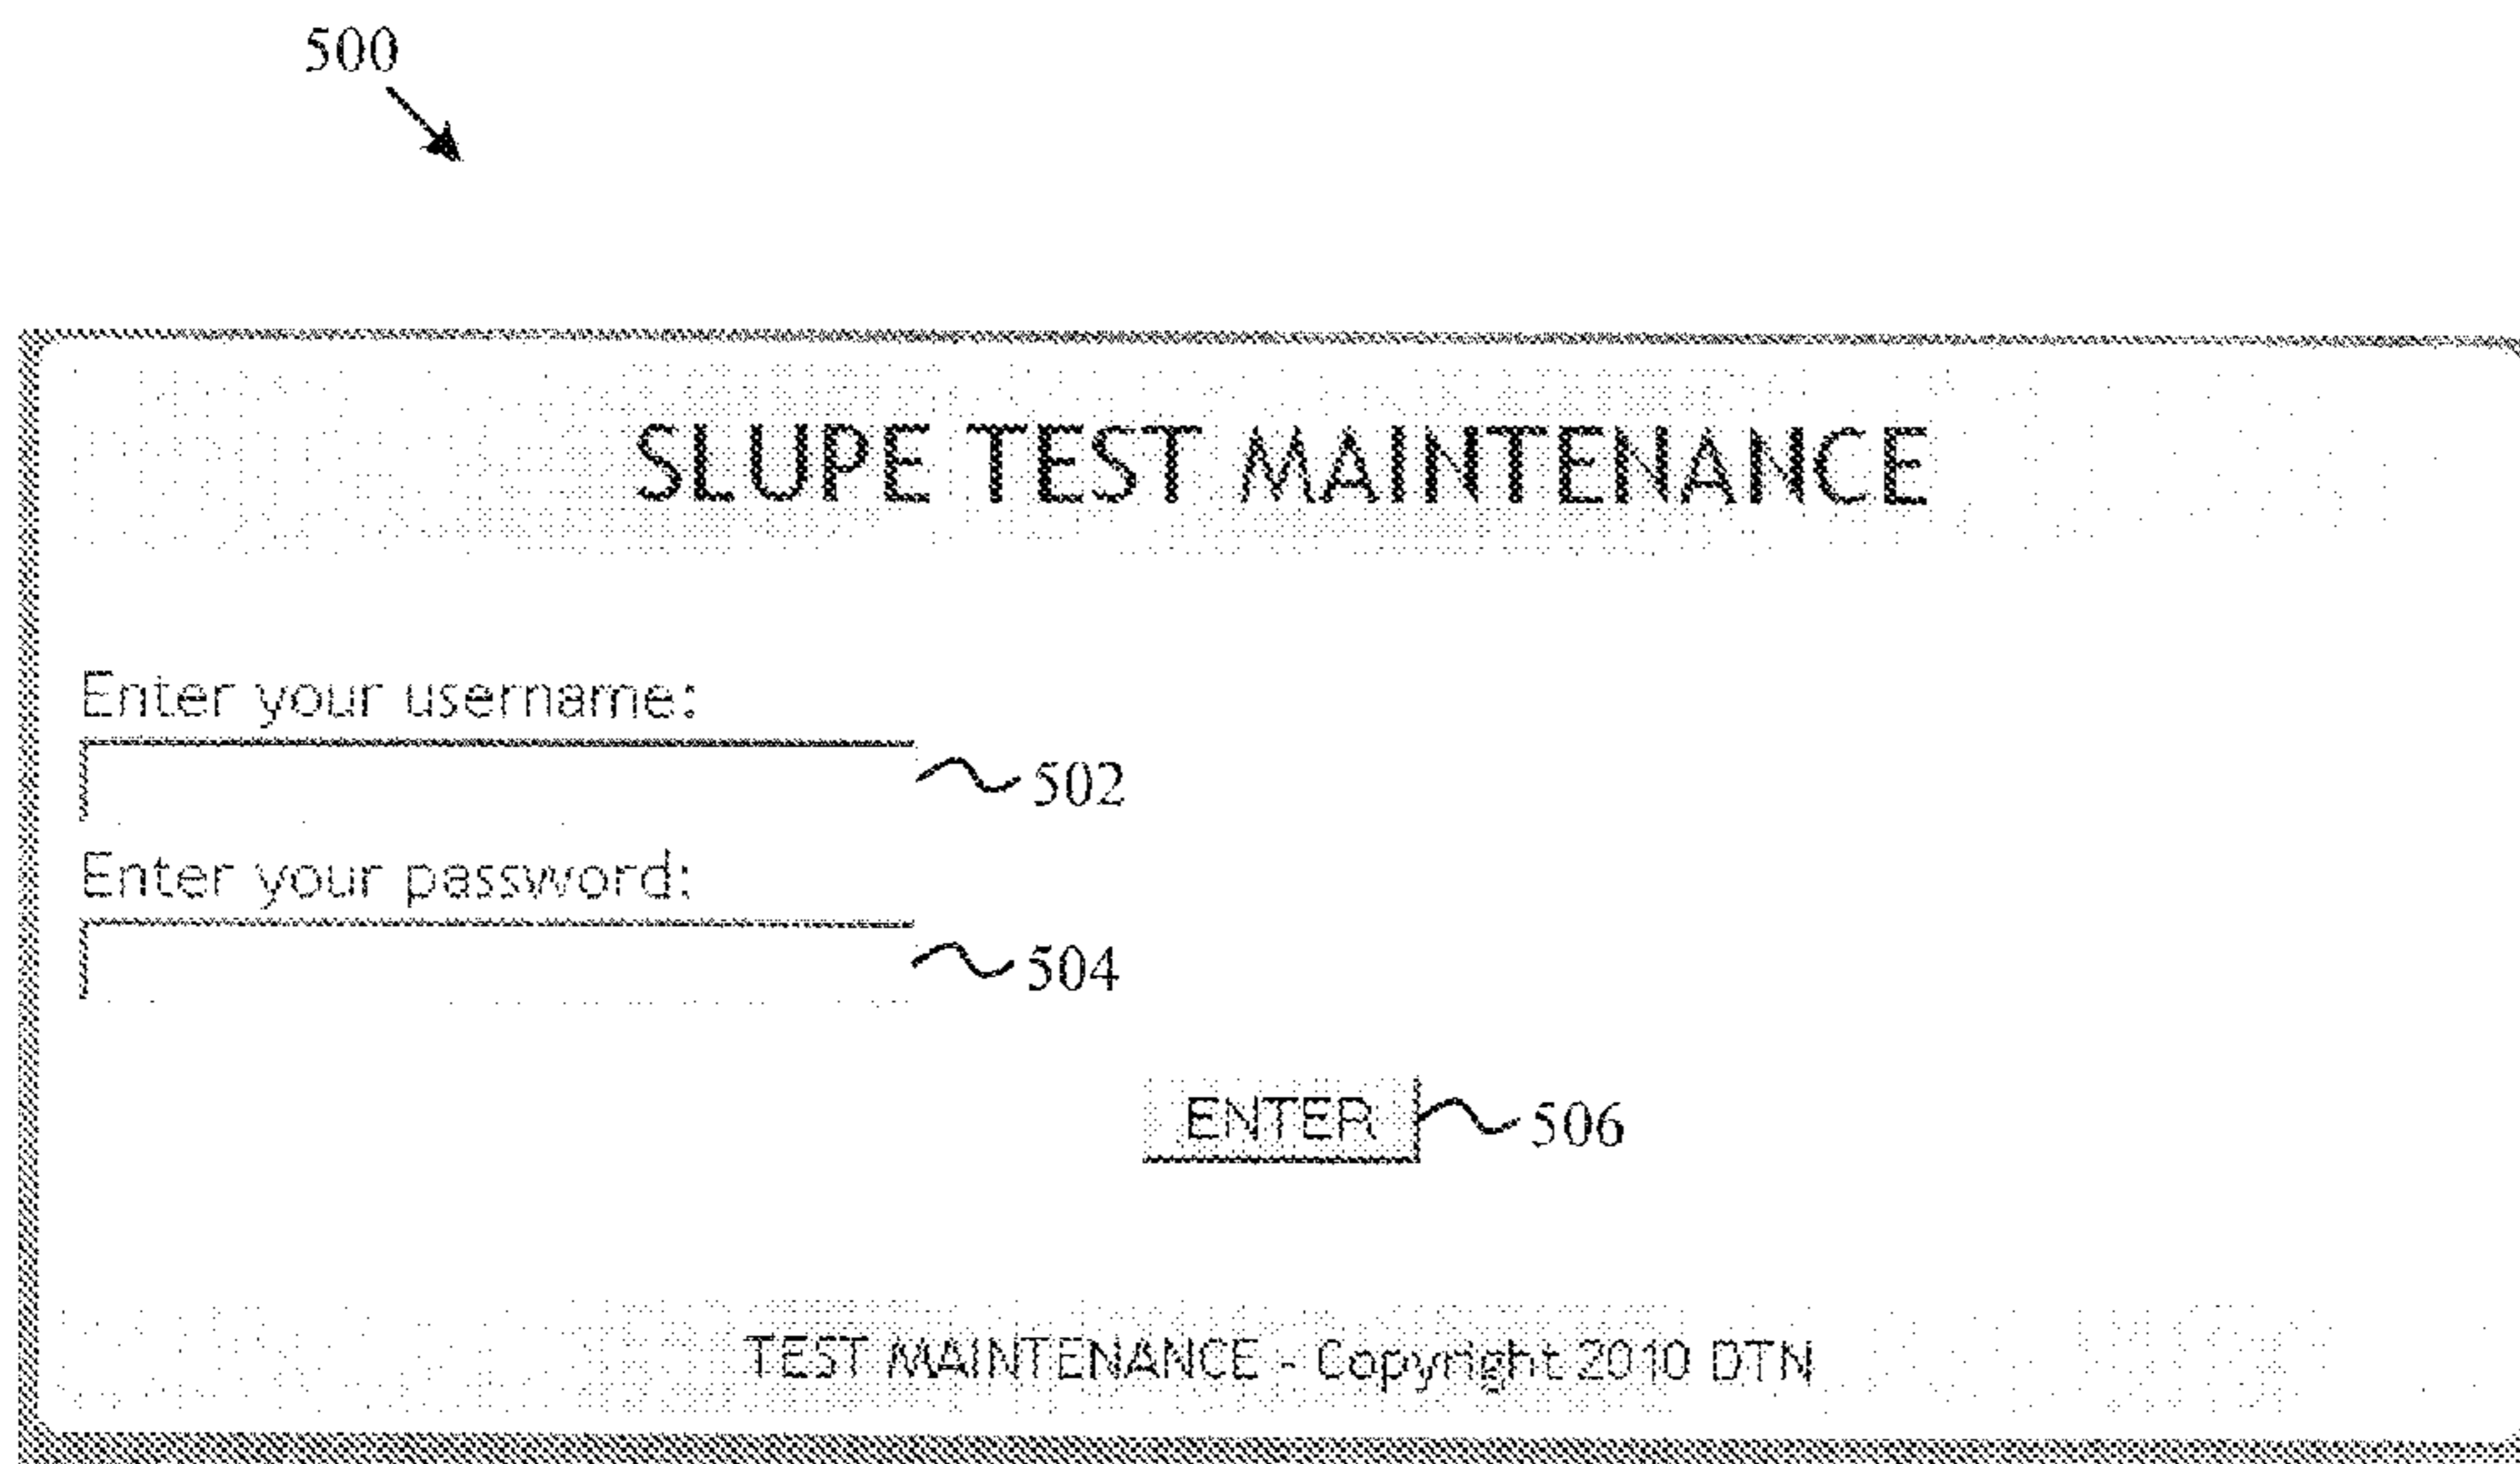 500
SLUPE TEST MAINTENANCE
Enter your username:
502
Enter your password:
504
ENTER 506
TEST MAINTENANCE - Copyright 2010 DTN